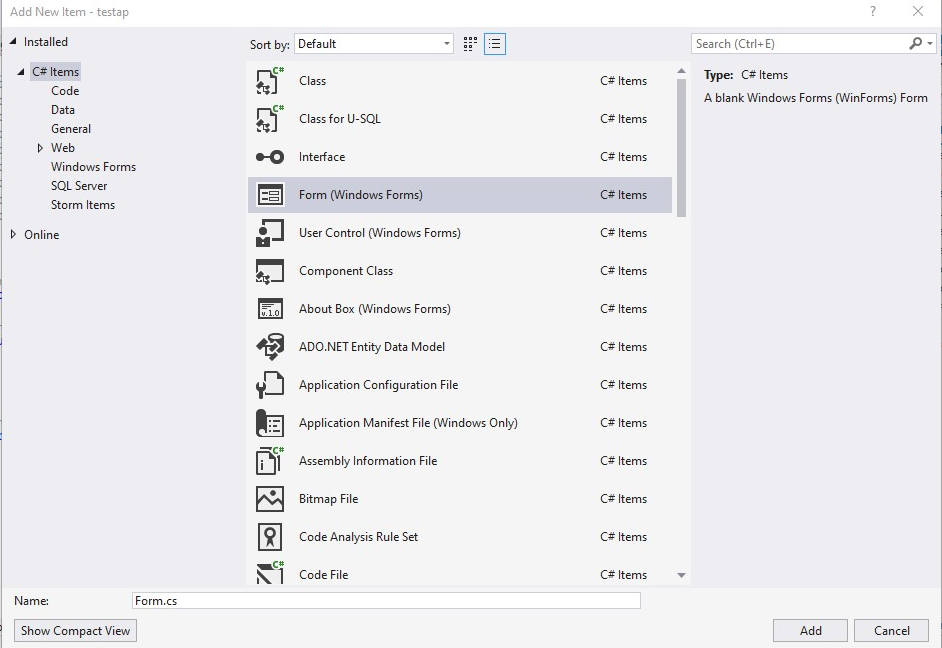 Add New Item - testap
?
Installed
C# Items
Code
Data
General
Web
Windows Forms
SQL Server
Storm Items
Online
Sort by: Default
Class C# Items
Class for U-SQL C# Items
Interface C# Items
Form (Windows Forms) C# Items
User Control (Windows Forms) C# Items
Component Class C# Items
About Box (Windows Forms) C# Items
ADO.NET Entity Data Model C# Items
Application Configuration File C# Items
Application Manifest File (Windows Only) C# Items
Assembly Information File C# Items
Bitmap File C# Items
Code Analysis Rule Set C# Items
Code File C# Items
Search (Ctrl+E)
Type: C# Items
A blank Windows Forms (WinForms) Form
Name: Form.cs
Show Compact View
Add
Cancel